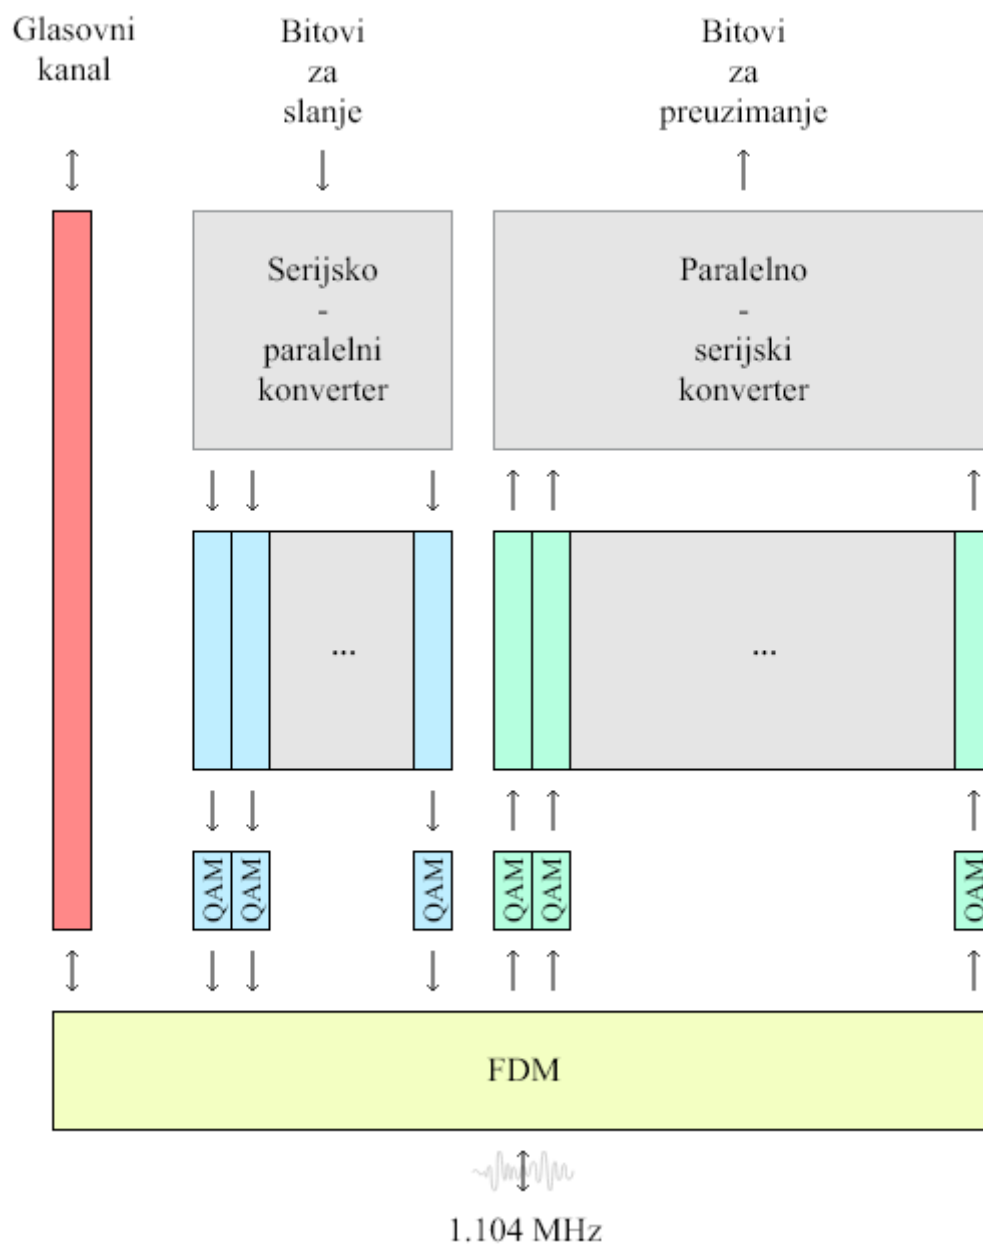 Glasovni
kanal
Bitovi
za
slanje
Bitovi
za
preuzimanje
Serijsko
-
paralelni
konverter
Paralelno
-
serijski
konverter
...
...
QAM
QAM
QAM
QAM
QAM
QAM
FDM
1.104 MHz